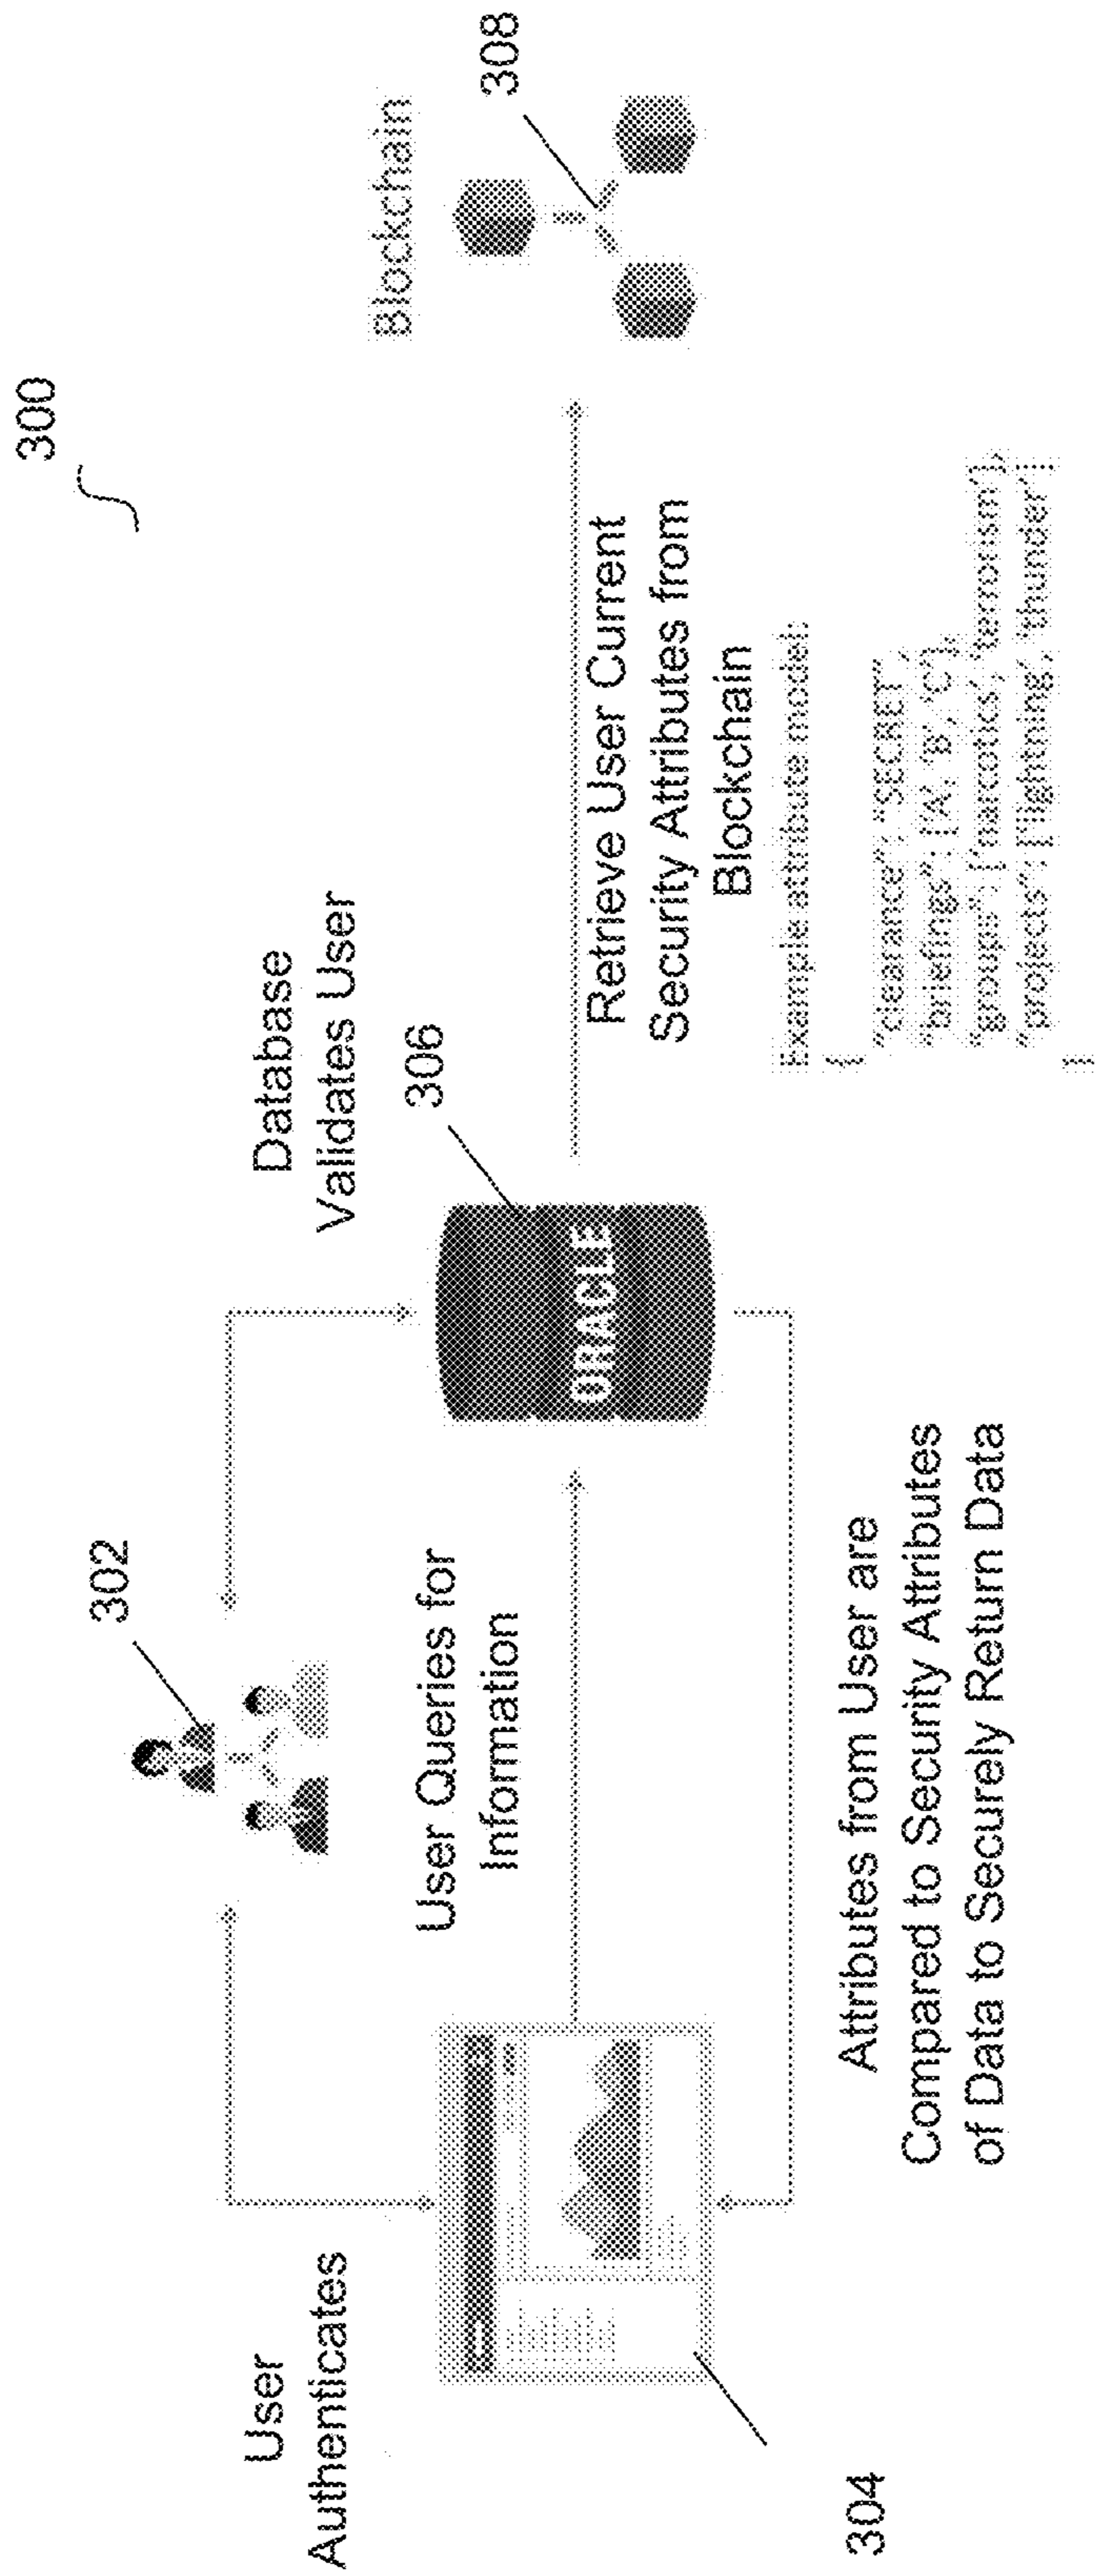 300
User
Authenticates
302
Database
Validates User
306
Blockchain
308
User Queries for
Information
ORACLE
Retrieve User Current
Security Attributes from
Blockchain
Example attribute model:
{
"clearance": "SECRET",
"briefings": ['A', 'B', 'C'],
"groups": ['narcotics', 'terrorism'],
"projects": ['lightning', 'thunder']
}
304
Attributes from User are
Compared to Security Attributes
of Data to Securely Return Data